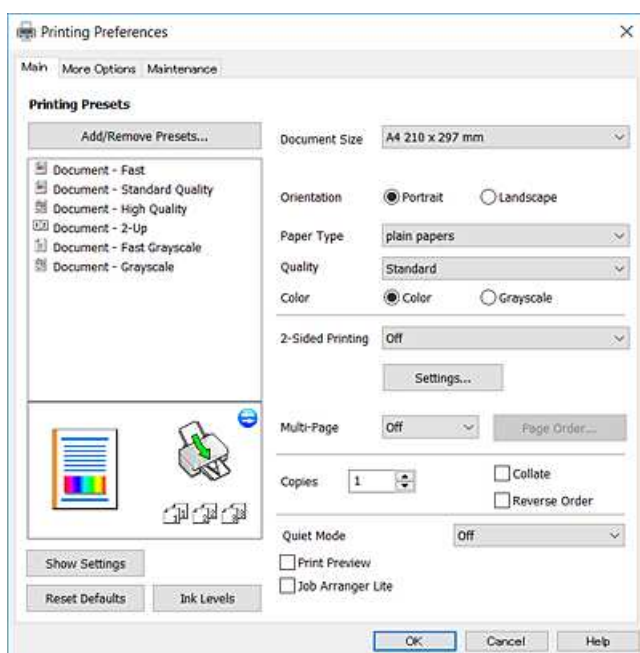 Printing Preferences
Main More Options Maintenance
Printing Presets
Add/Remove Presets...
Document - Fast
Document - Standard Quality
Document - High Quality
Document - 2-Up
Document - Fast Grayscale
Document - Grayscale
Show Settings
Reset Defaults Ink Levels
Document Size A4 210 x 297 mm
Orientation Portrait Landscape
Paper Type plain papers
Quality Standard
Color Color Grayscale
2-Sided Printing Off
Settings...
Multi-Page Off Page Order...
Copies 1 Collate
Reverse Order
Quiet Mode Off
Print Preview
Job Arranger Lite
OK Cancel Help